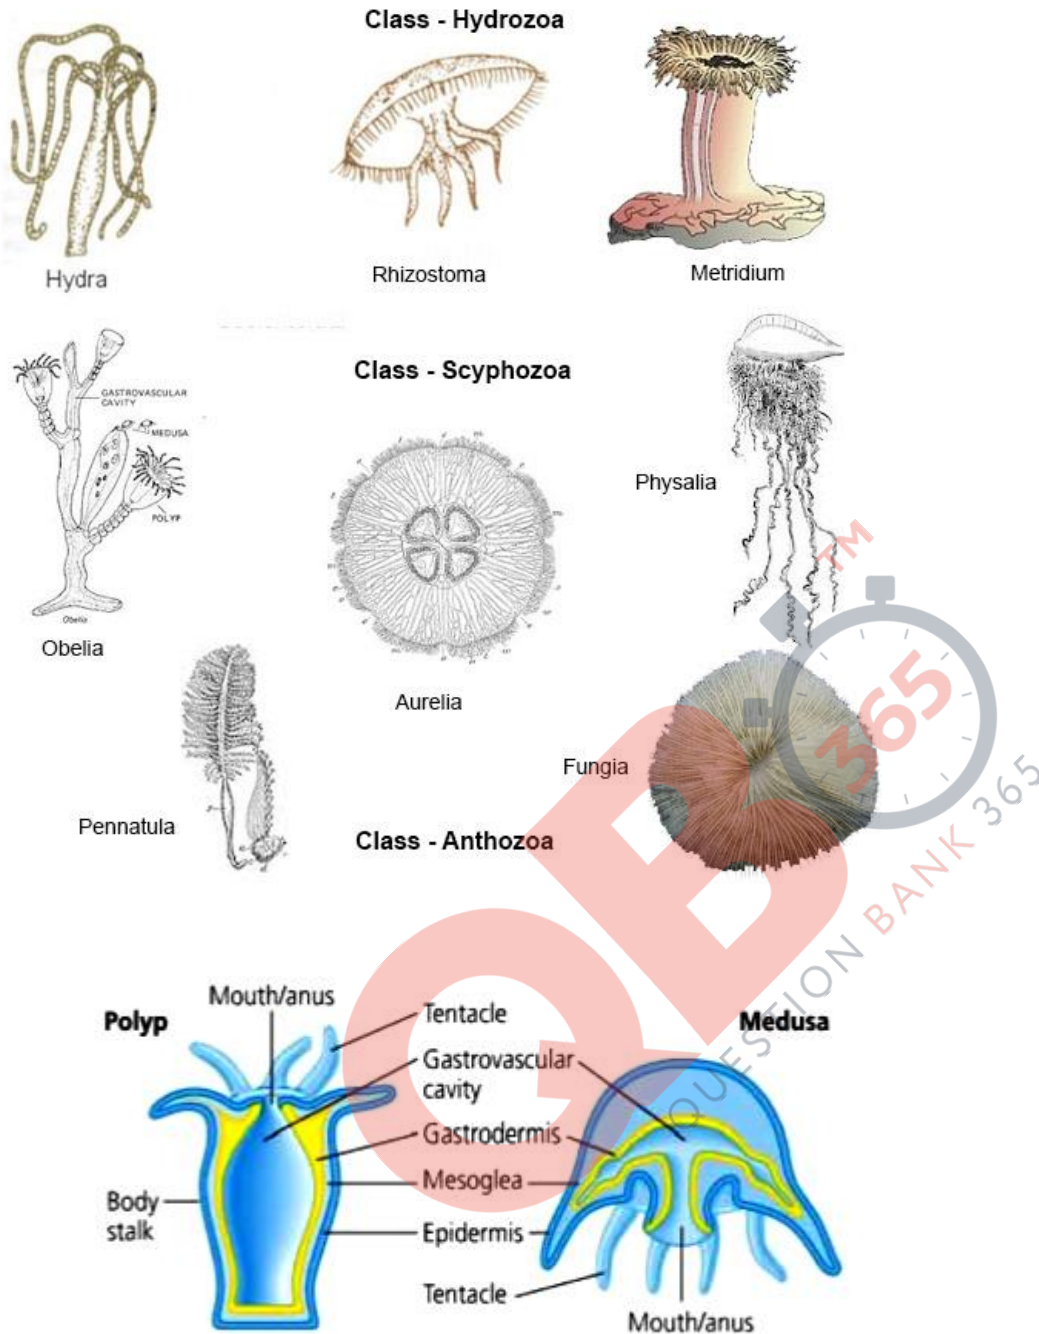 Class - Hydrozoa
Hydra
Rhizostoma
Metridium
GASTROVASCULAR
CAVITY
MEDUSA
POLYP
Obelia
Obelia
Class - Scyphozoa
Physalia
Aurelia
Pennatula
Fungia
Class - Anthozoa
TM
365
QB
QUESTION BANK 365
Polyp
Mouth/anus
Tentacle
Medusa
Gastrovascular
cavity
Gastrodermis
Mesoglea
Body
stalk
Epidermis
Tentacle
Mouth/anus